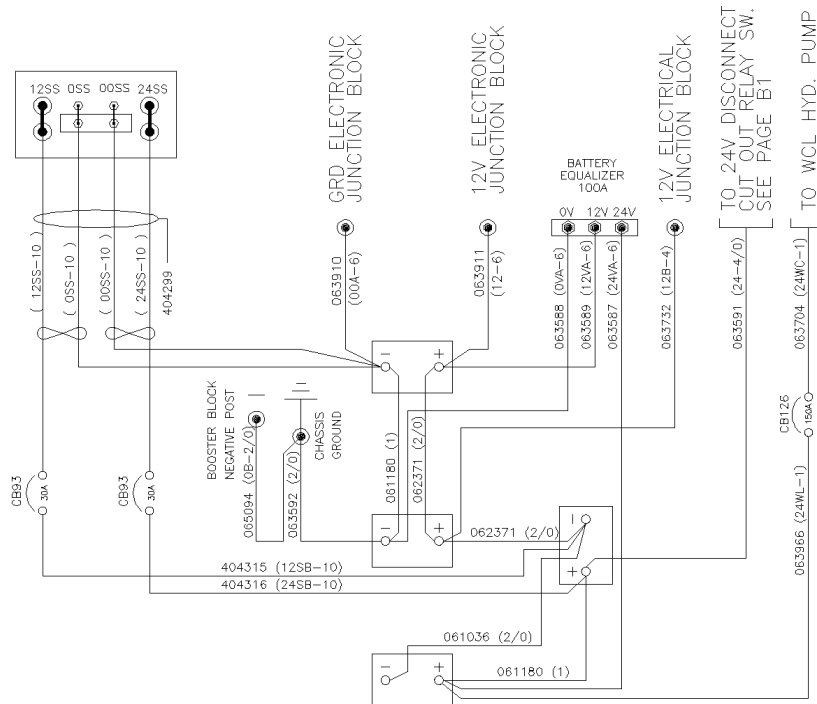 12SS 0SS 00SS 24SS
( 12SS-10 )
( 0SS-10 )
( 00SS-10 )
( 24SS-10 )
404299
GRD ELECTRONIC
JUNCTION BLOCK
12V ELECTRONIC
JUNCTION BLOCK
BATTERY
EQUALIZER
100A
0V 12V 24V
12V ELECTRICAL
JUNCTION BLOCK
TO 24V DISCONNECT
CUT OUT RELAY SW.
SEE PAGE B1
TO WCL HYD. PUMP
063910
(00A-6)
063911
(12-6)
063588 (0VA-6)
063589 (12VA-6)
063587 (24VA-6)
063732 (12B-4)
063591 (24-4/0)
063704 (24WC-1)
CB126
150A
063966 (24WL-1)
- +
BOOSTER BLOCK
NEGATIVE POST
CHASSIS
GROUND
065094 (0B-2/0)
063592 (2/0)
061180 (1)
062371 (2/0)
CB93
30A
CB93
30A
- +
062371 (2/0)
-
+
404315 (12SB-10)
404316 (24SB-10)
061036 (2/0)
061180 (1)
- +